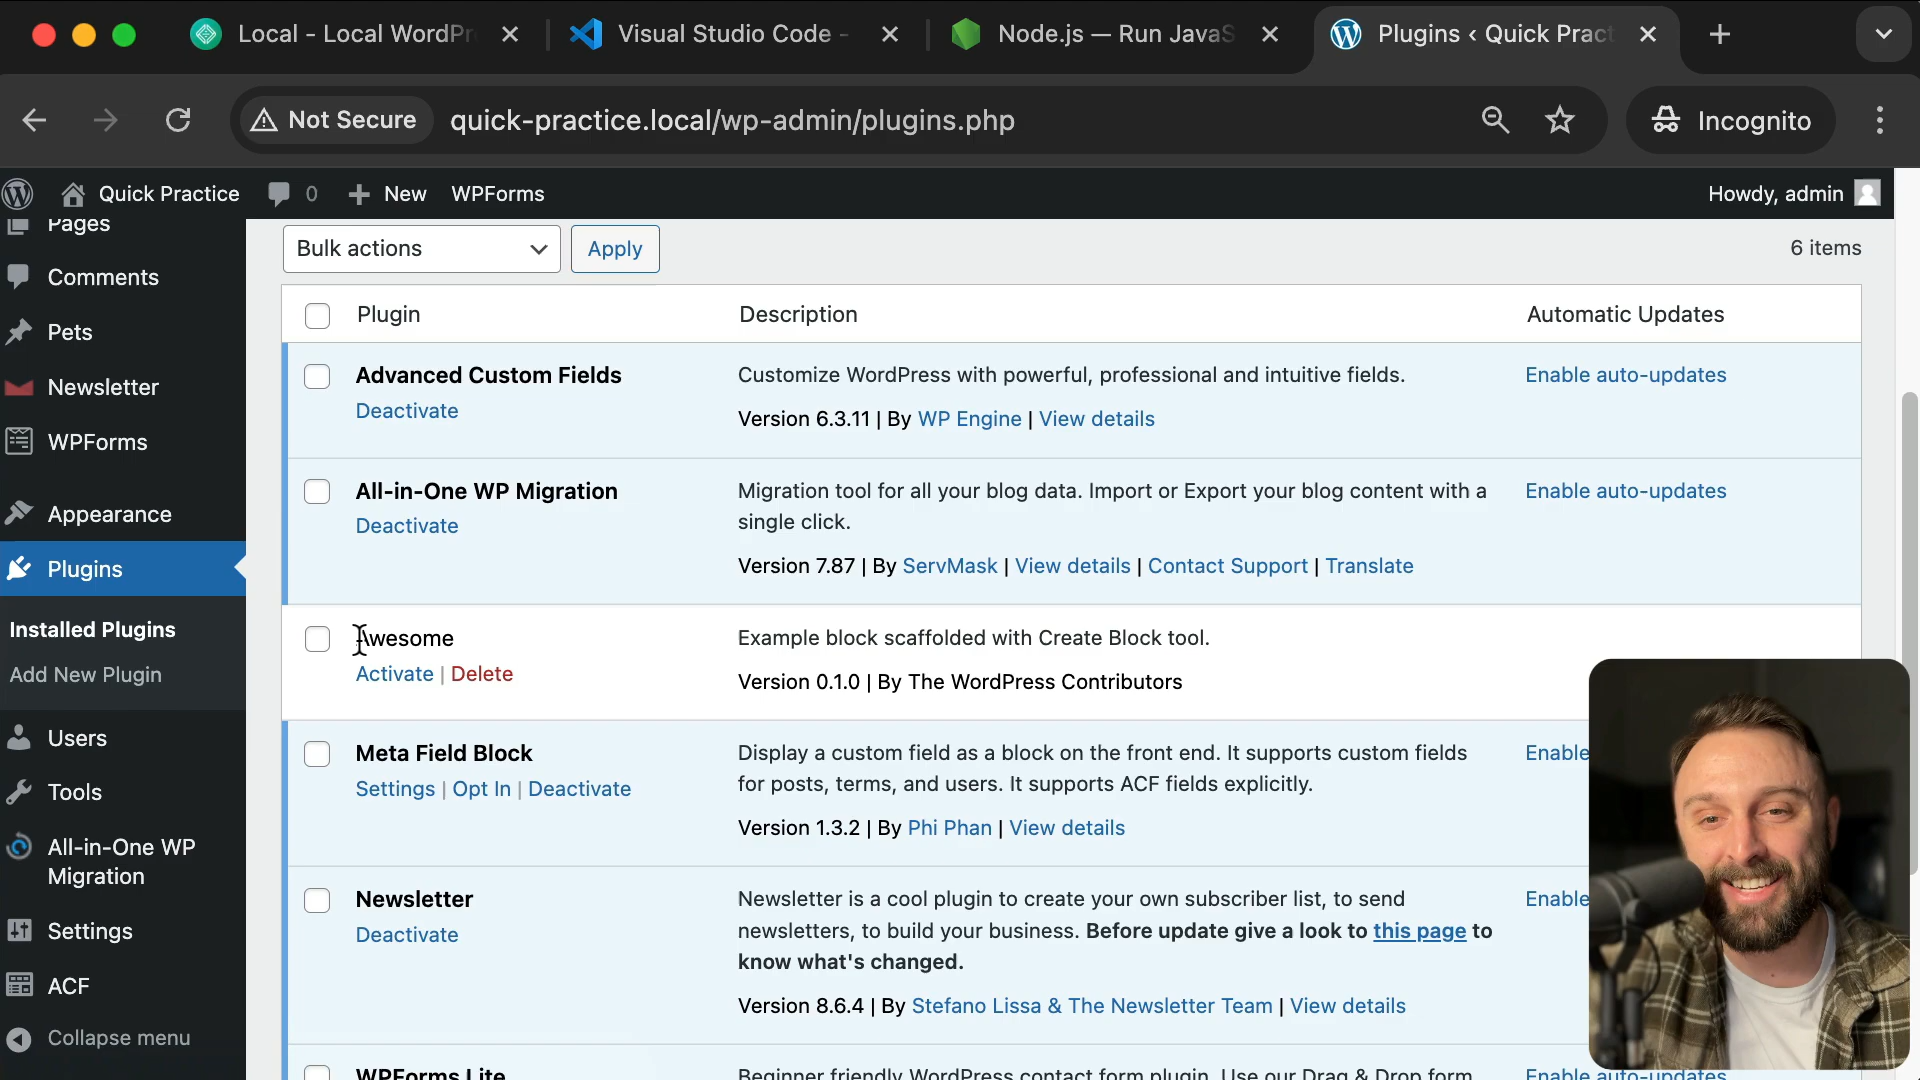 Local - Local WordPr
Visual Studio Code -
Node.js — Run JavaS
Plugins ‹ Quick Pract
Not Secure
quick-practice.local/wp-admin/plugins.php
Incognito
Quick Practice
0
New
WPForms
Howdy, admin
Pages
Comments
Pets
Newsletter
WPForms
Appearance
Plugins
Installed Plugins
Add New Plugin
Users
Tools
All-in-One WP
Migration
Settings
ACF
Collapse menu
Bulk actions
Apply
6 items
Plugin
Description
Automatic Updates
Advanced Custom Fields
Deactivate
Customize WordPress with powerful, professional and intuitive fields.
Version 6.3.11 | By WP Engine | View details
Enable auto-updates
All-in-One WP Migration
Deactivate
Migration tool for all your blog data. Import or Export your blog content with a
single click.
Version 7.87 | By ServMask | View details | Contact Support | Translate
Enable auto-updates
Awesome
Activate | Delete
Example block scaffolded with Create Block tool.
Version 0.1.0 | By The WordPress Contributors
Meta Field Block
Settings | Opt In | Deactivate
Display a custom field as a block on the front end. It supports custom fields
for posts, terms, and users. It supports ACF fields explicitly.
Version 1.3.2 | By Phi Phan | View details
Enable
Newsletter
Deactivate
Newsletter is a cool plugin to create your own subscriber list, to send
newsletters, to build your business. Before update give a look to this page to
know what's changed.
Version 8.6.4 | By Stefano Lissa & The Newsletter Team | View details
Enable
WPForms Lite
Beginner friendly WordPress contact form plugin. Use our Drag & Drop form
Enable auto-updates